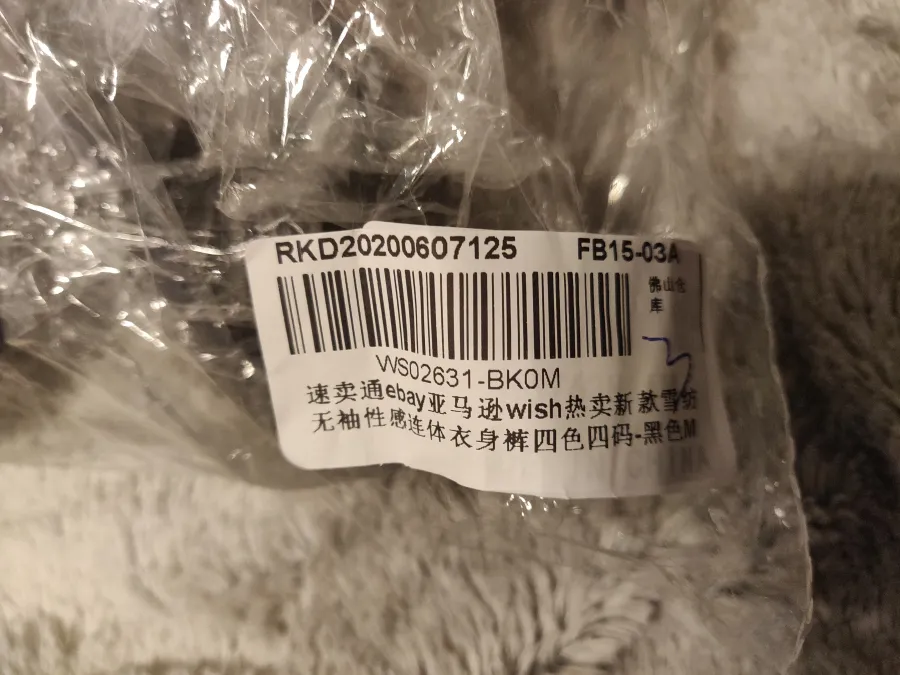 RKD20200607125 FB15-03A
佛山仓
库
WS02631-BK0M
速卖通ebay亚马逊wish热卖新款雪纺
无袖性感连体衣身裤四色四码-黑色M